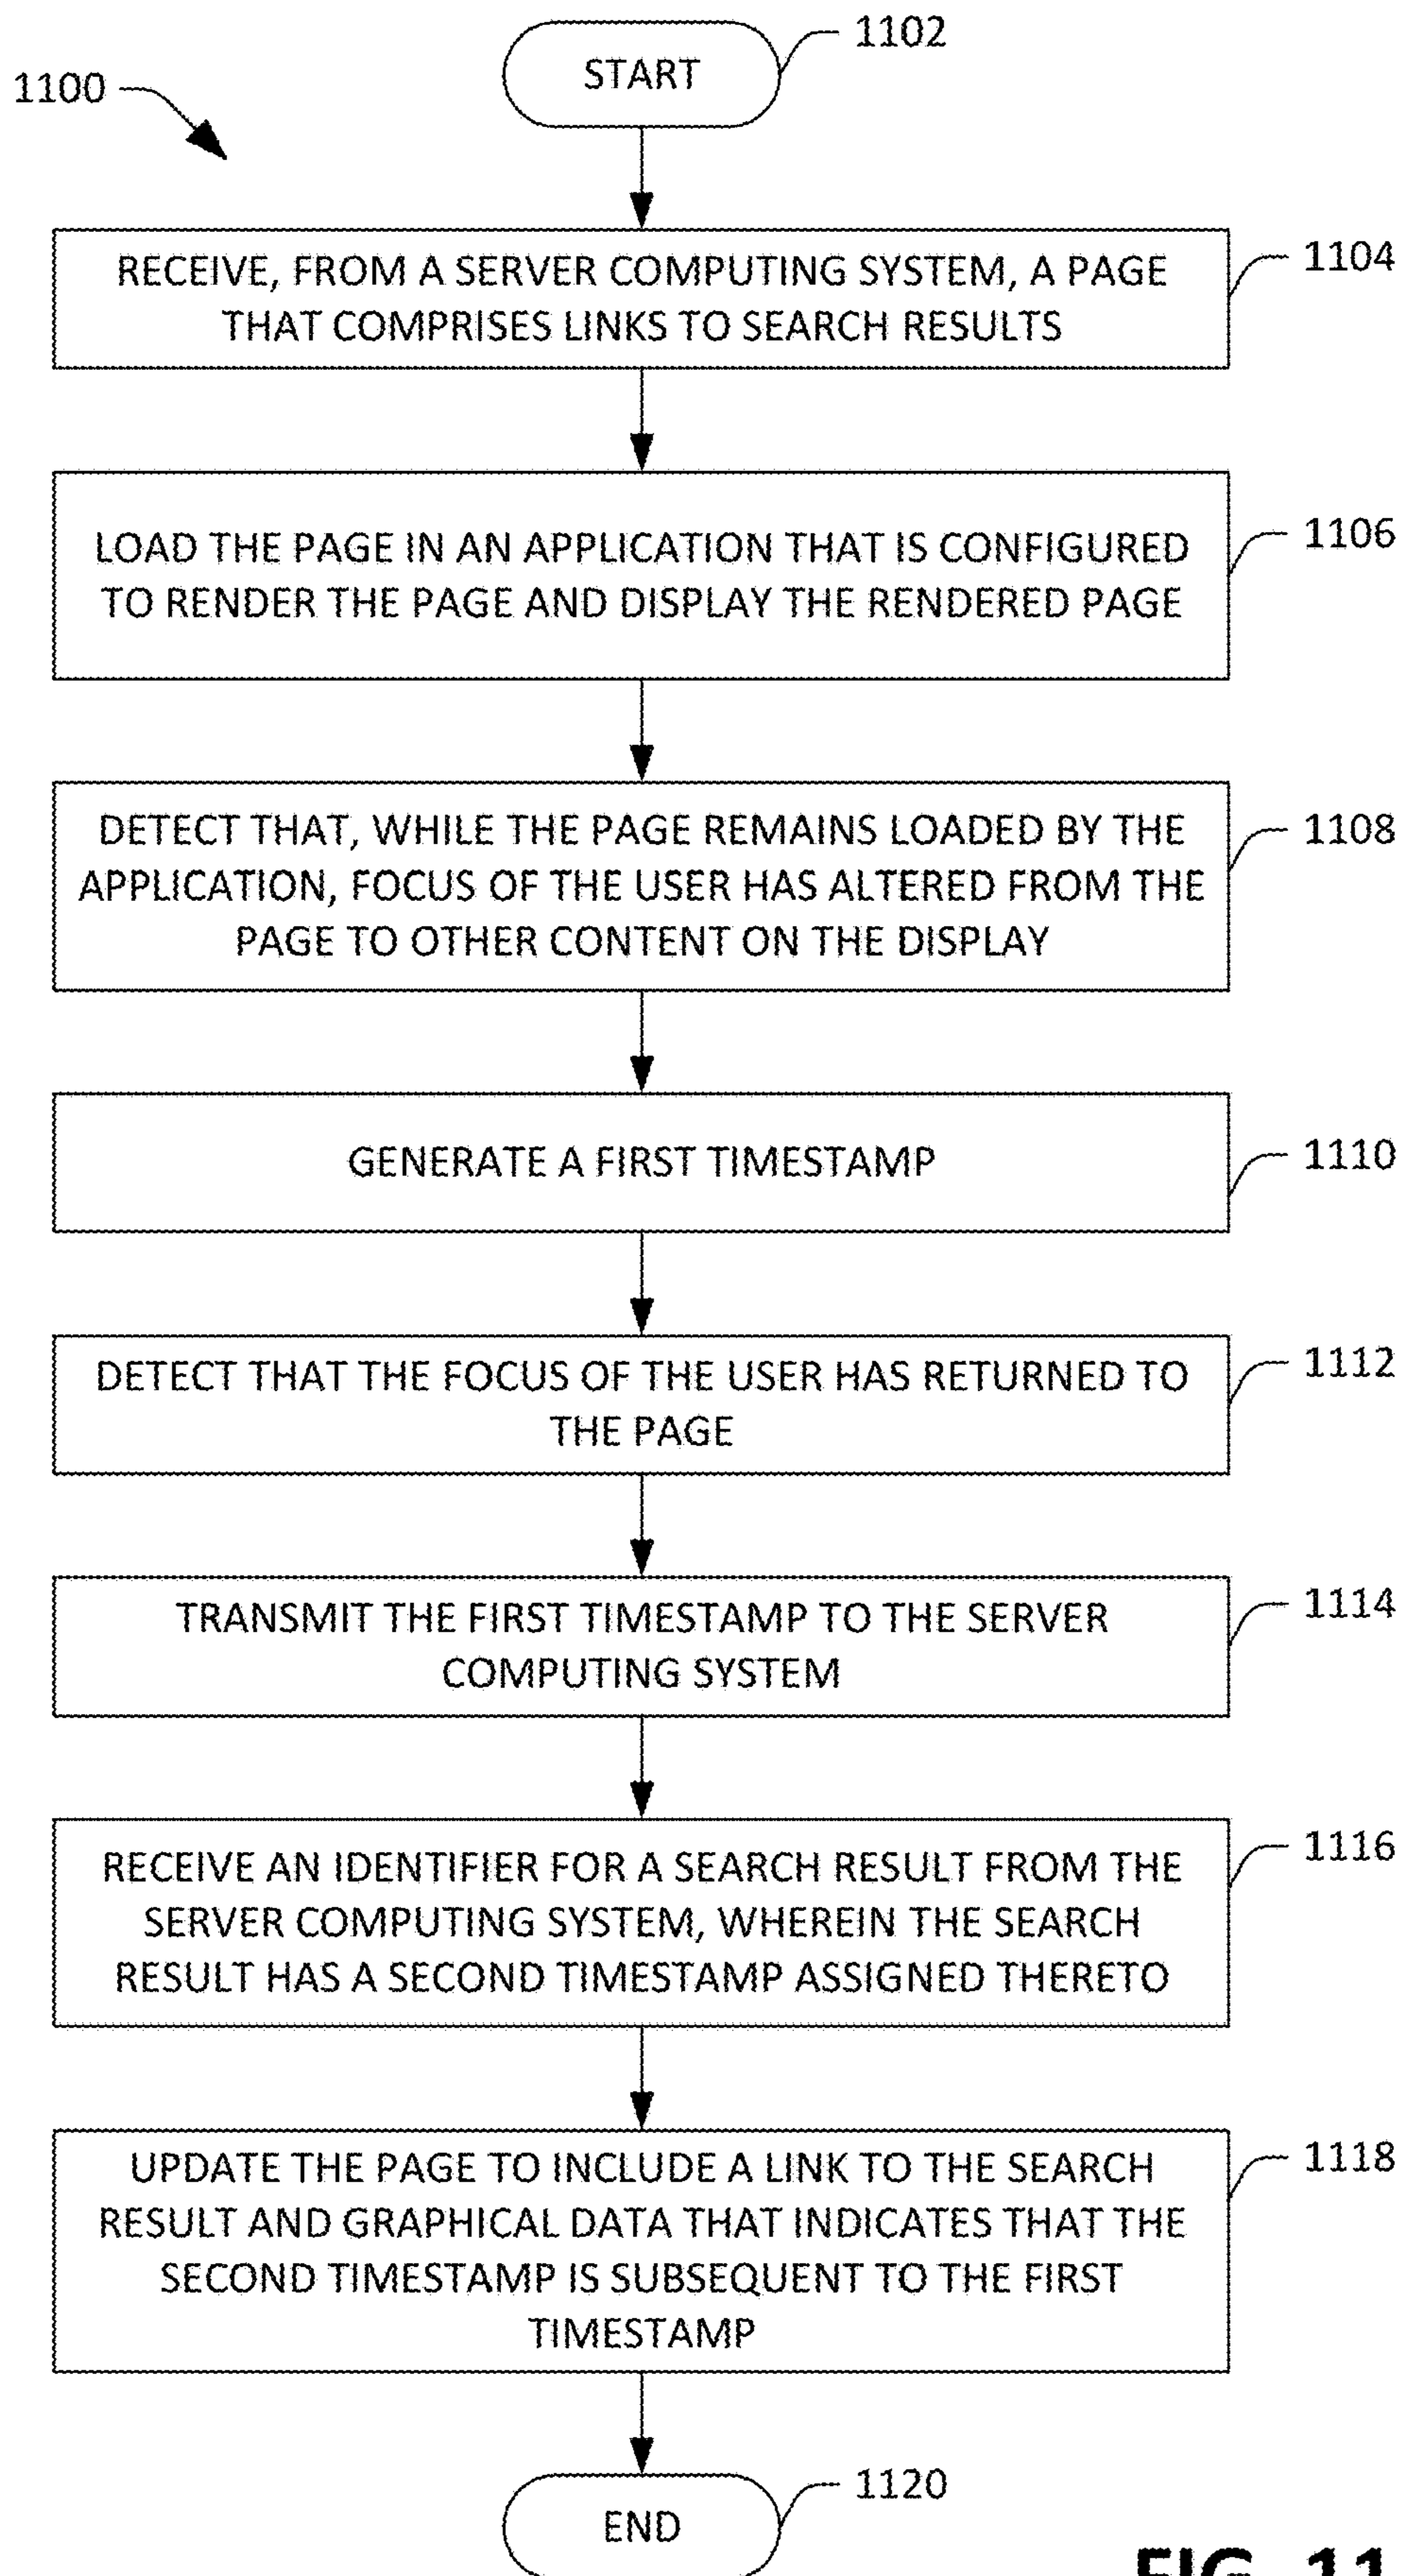 1100
START
1102
RECEIVE, FROM A SERVER COMPUTING SYSTEM, A PAGE
THAT COMPRISES LINKS TO SEARCH RESULTS
1104
LOAD THE PAGE IN AN APPLICATION THAT IS CONFIGURED
TO RENDER THE PAGE AND DISPLAY THE RENDERED PAGE
1106
DETECT THAT, WHILE THE PAGE REMAINS LOADED BY THE
APPLICATION, FOCUS OF THE USER HAS ALTERED FROM THE
PAGE TO OTHER CONTENT ON THE DISPLAY
1108
GENERATE A FIRST TIMESTAMP
1110
DETECT THAT THE FOCUS OF THE USER HAS RETURNED TO
THE PAGE
1112
TRANSMIT THE FIRST TIMESTAMP TO THE SERVER
COMPUTING SYSTEM
1114
RECEIVE AN IDENTIFIER FOR A SEARCH RESULT FROM THE
SERVER COMPUTING SYSTEM, WHEREIN THE SEARCH
RESULT HAS A SECOND TIMESTAMP ASSIGNED THERETO
1116
UPDATE THE PAGE TO INCLUDE A LINK TO THE SEARCH
RESULT AND GRAPHICAL DATA THAT INDICATES THAT THE
SECOND TIMESTAMP IS SUBSEQUENT TO THE FIRST
TIMESTAMP
1118
END
1120
FIG. 11